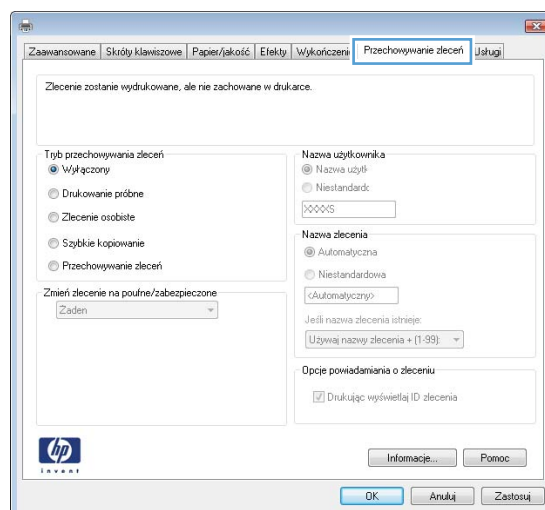 Zaawansowane
Skróty klawiszowe
Papier/jakość
Efekty
Wykończeni
Przechowywanie zleceń
Usługi
Zlecenie zostanie wydrukowane, ale nie zachowane w drukarce.
Tryb przechowywania zleceń
Wyłączony
Drukowanie próbne
Zlecenie osobiste
Szybkie kopiowanie
Przechowywanie zleceń
Zmień zlecenie na poufne/zabezpieczone
Żaden
Nazwa użytkownika
Nazwa użytk
Niestandardc
Nazwa zlecenia
Automatyczna
Niestandardowa
<Automatyczny>
Jeśli nazwa zlecenia istnieje:
Używaj nazwy zlecenia + (1-99):
Opcje powiadamiania o zleceniu
Drukując wyświetlaj ID zlecenia
hp
invent
Informacje...
Pomoc
OK
Anuluj
Zastosuj